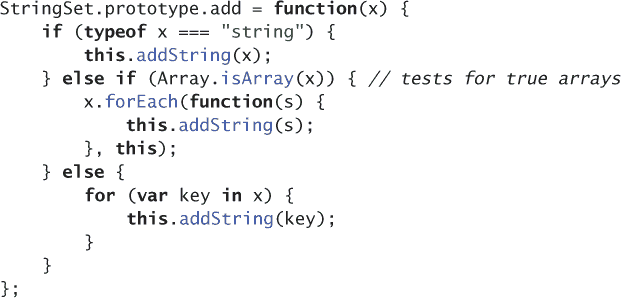 StringSet.prototype.add = function(x) {
    if (typeof x === "string") {
        this.addString(x);
    } else if (Array.isArray(x)) { // tests for true arrays
        x.forEach(function(s) {
            this.addString(s);
        }, this);
    } else {
        for (var key in x) {
            this.addString(key);
        }
    }
};